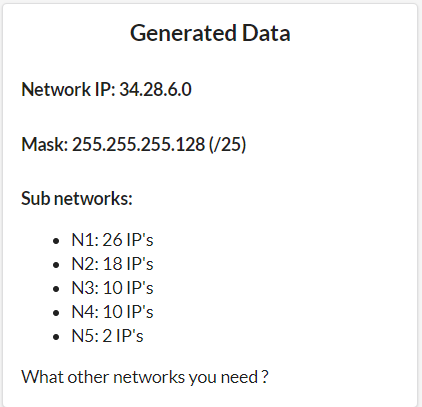 Generated Data
Network IP: 34.28.6.0
Mask: 255.255.255.128 (/25)
Sub networks:
• N1: 26 IP's
• N2: 18 IP's
• N3: 10 IP's
• N4: 10 IP's
• N5: 2 IP's
What other networks you need ?